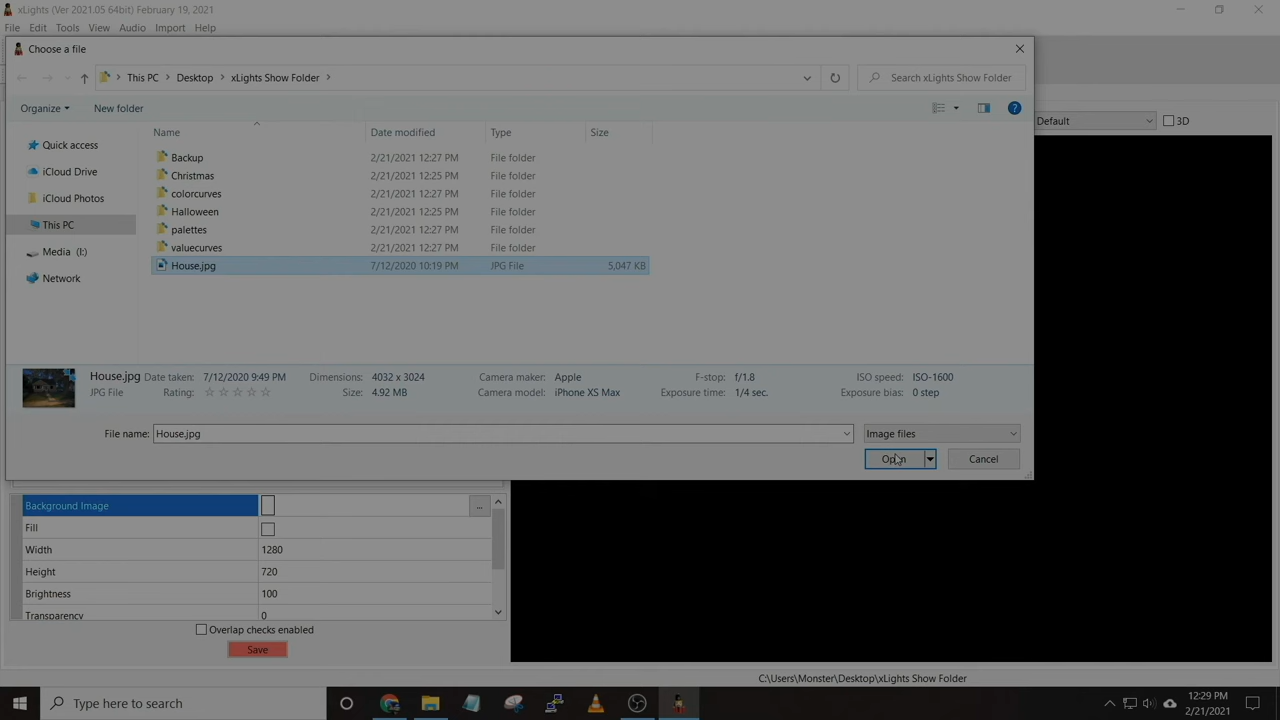 xLights (Ver 2021.05 64bit) February 19, 2021
File Edit Tools View Audio Import Help
Choose a file
This PC > Desktop > xLights Show Folder >
Search xLights Show Folder
Organize New folder
Default 3D
Name Date modified Type Size
Quick access
iCloud Drive
iCloud Photos
This PC
Media (I:)
Network
Backup 2/21/2021 12:27 PM File folder
Christmas 2/21/2021 12:25 PM File folder
colorcurves 2/21/2021 12:27 PM File folder
Halloween 2/21/2021 12:25 PM File folder
palettes 2/21/2021 12:27 PM File folder
valuecurves 2/21/2021 12:27 PM File folder
House.jpg 7/12/2020 10:19 PM JPG File 5,047 KB
House.jpg Date taken: 7/12/2020 9:49 PM Dimensions: 4032 x 3024 Camera maker: Apple F-stop: f/1.8 ISO speed: ISO-1600
JPG File Rating: Size: 4.92 MB Camera model: iPhone XS Max Exposure time: 1/4 sec. Exposure bias: 0 step
File name: House.jpg Image files
Open Cancel
Background Image ...
Fill
Width 1280
Height 720
Brightness 100
Transparency 0
Overlap checks enabled
Save
C:\Users\Monster\Desktop\xLights Show Folder
Type here to search
12:29 PM
2/21/2021